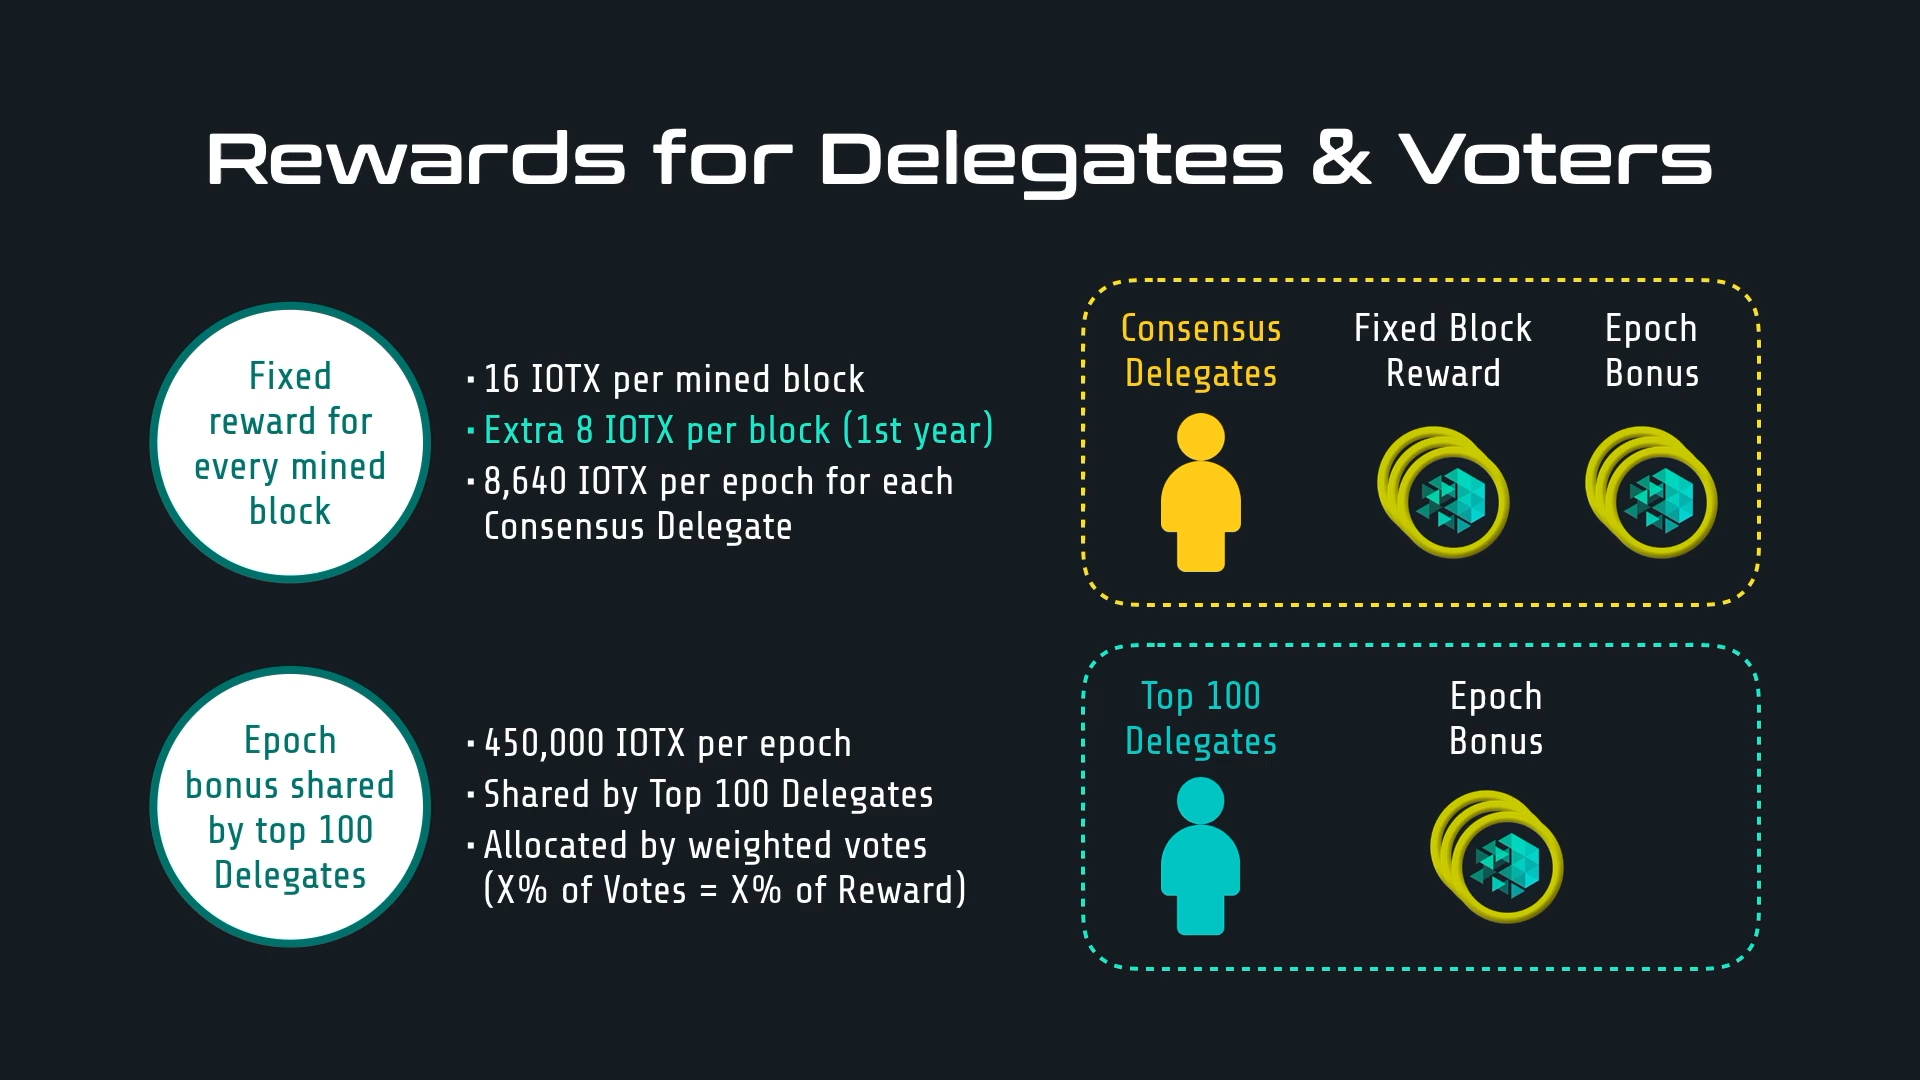 Rewards for Delegates & Voters
Fixed
reward for
every mined
block
· 16 IOTX per mined block
· Extra 8 IOTX per block (1st year)
· 8,640 IOTX per epoch for each
Consensus Delegate
Consensus
Delegates
Fixed Block
Reward
Epoch
Bonus
Epoch
bonus shared
by top 100
Delegates
· 450,000 IOTX per epoch
· Shared by Top 100 Delegates
· Allocated by weighted votes
(X% of Votes = X% of Reward)
Top 100
Delegates
Epoch
Bonus